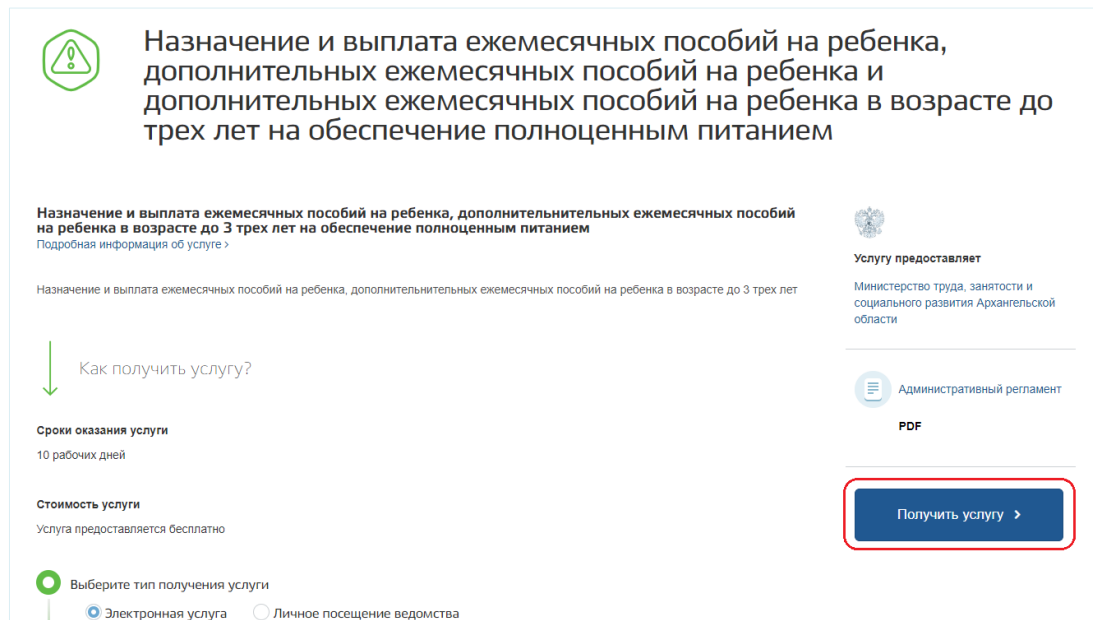 Назначение и выплата ежемесячных пособий на ребенка,
дополнительных ежемесячных пособий на ребенка и
дополнительных ежемесячных пособий на ребенка в возрасте до
трех лет на обеспечение полноценным питанием
Назначение и выплата ежемесячных пособий на ребенка, дополнительнительных ежемесячных пособий
на ребенка в возрасте до 3 трех лет на обеспечение полноценным питанием
Подробная информация об услуге ›
Назначение и выплата ежемесячных пособий на ребенка, дополнительнительных ежемесячных пособий на ребенка в возрасте до 3 трех лет
Как получить услугу?
Сроки оказания услуги
10 рабочих дней
Стоимость услуги
Услуга предоставляется бесплатно
Выберите тип получения услуги
Электронная услуга
Личное посещение ведомства
Услугу предоставляет
Министерство труда, занятости и
социального развития Архангельской
области
Административный регламент
PDF
Получить услугу ›